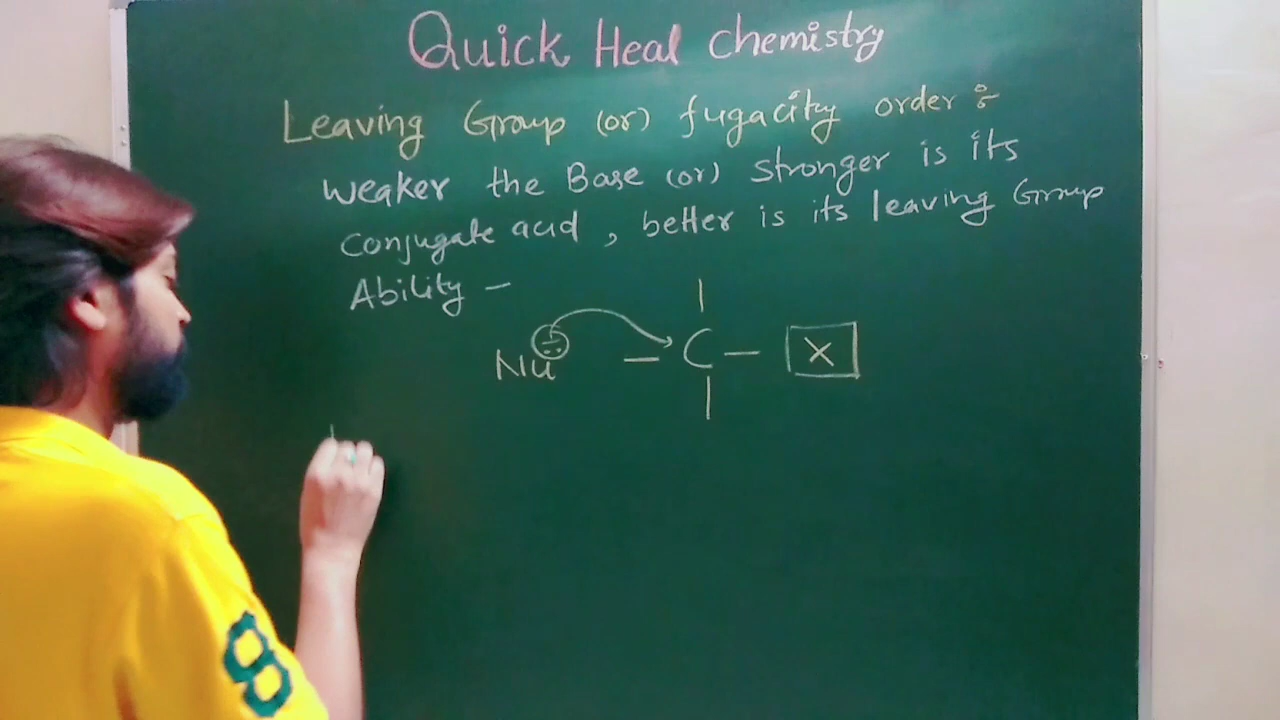 Quick Heal chemistry
Leaving Group (or) fugacity order :
weaker the Base (or) stronger is its
conjugate acid , better is its leaving Group
Ability -
Nu C X
8